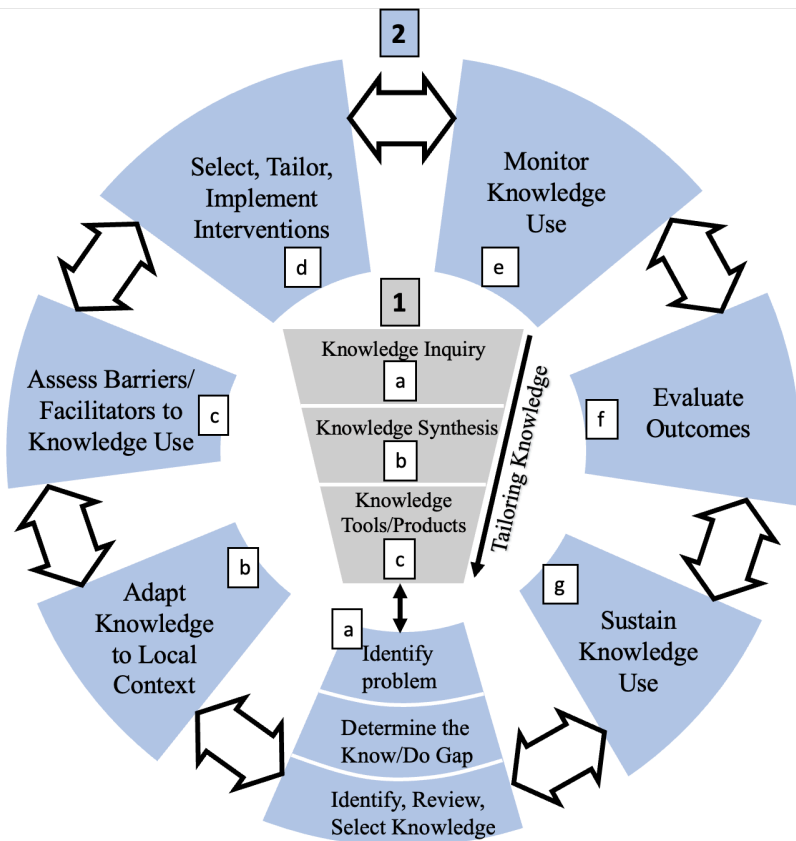 2
Select, Tailor,
Implement
Interventions
d
Monitor
Knowledge
Use
e
1
Knowledge Inquiry
a
Knowledge Synthesis
b
Knowledge
Tools/Products
c
Tailoring Knowledge
Assess Barriers/
Facilitators to
Knowledge Use
c
Evaluate
Outcomes
f
Adapt
Knowledge
to Local
Context
b
Sustain
Knowledge
Use
g
a
Identify
problem
Determine the
Know/Do Gap
Identify, Review,
Select Knowledge